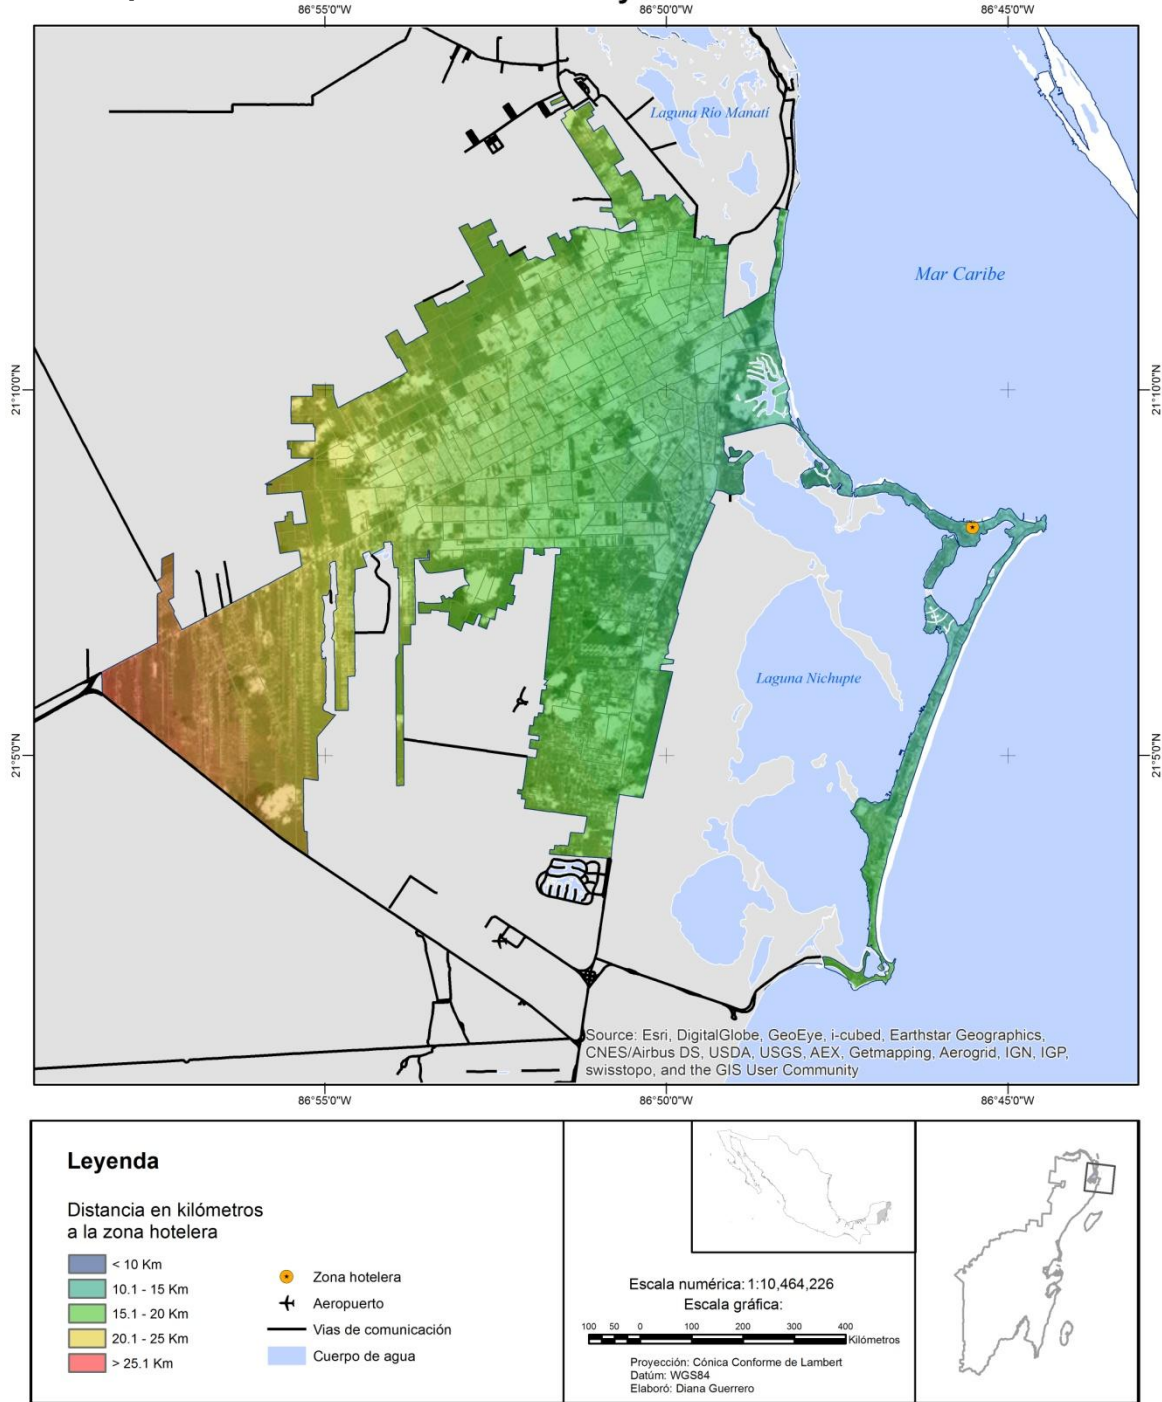 86°55'0"W 86°50'0"W 86°45'0"W
Laguna Río Manatí
Mar Caribe
21°10'0"N 21°10'0"N
Laguna Nichupte
21°5'0"N 21°5'0"N
Source: Esri, DigitalGlobe, GeoEye, i-cubed, Earthstar Geographics,
CNES/Airbus DS, USDA, USGS, AEX, Getmapping, Aerogrid, IGN, IGP,
swisstopo, and the GIS User Community
86°55'0"W 86°50'0"W 86°45'0"W
Leyenda
Distancia en kilómetros
a la zona hotelera
< 10 Km
10.1 - 15 Km
15.1 - 20 Km
20.1 - 25 Km
> 25.1 Km
Zona hotelera
Aeropuerto
Vias de comunicación
Cuerpo de agua
Escala numérica: 1:10,464,226
Escala gráfica:
100 50 0 100 200 300 400
Kilómetros
Proyección: Cónica Conforme de Lambert
Datúm: WGS84
Elaboró: Diana Guerrero